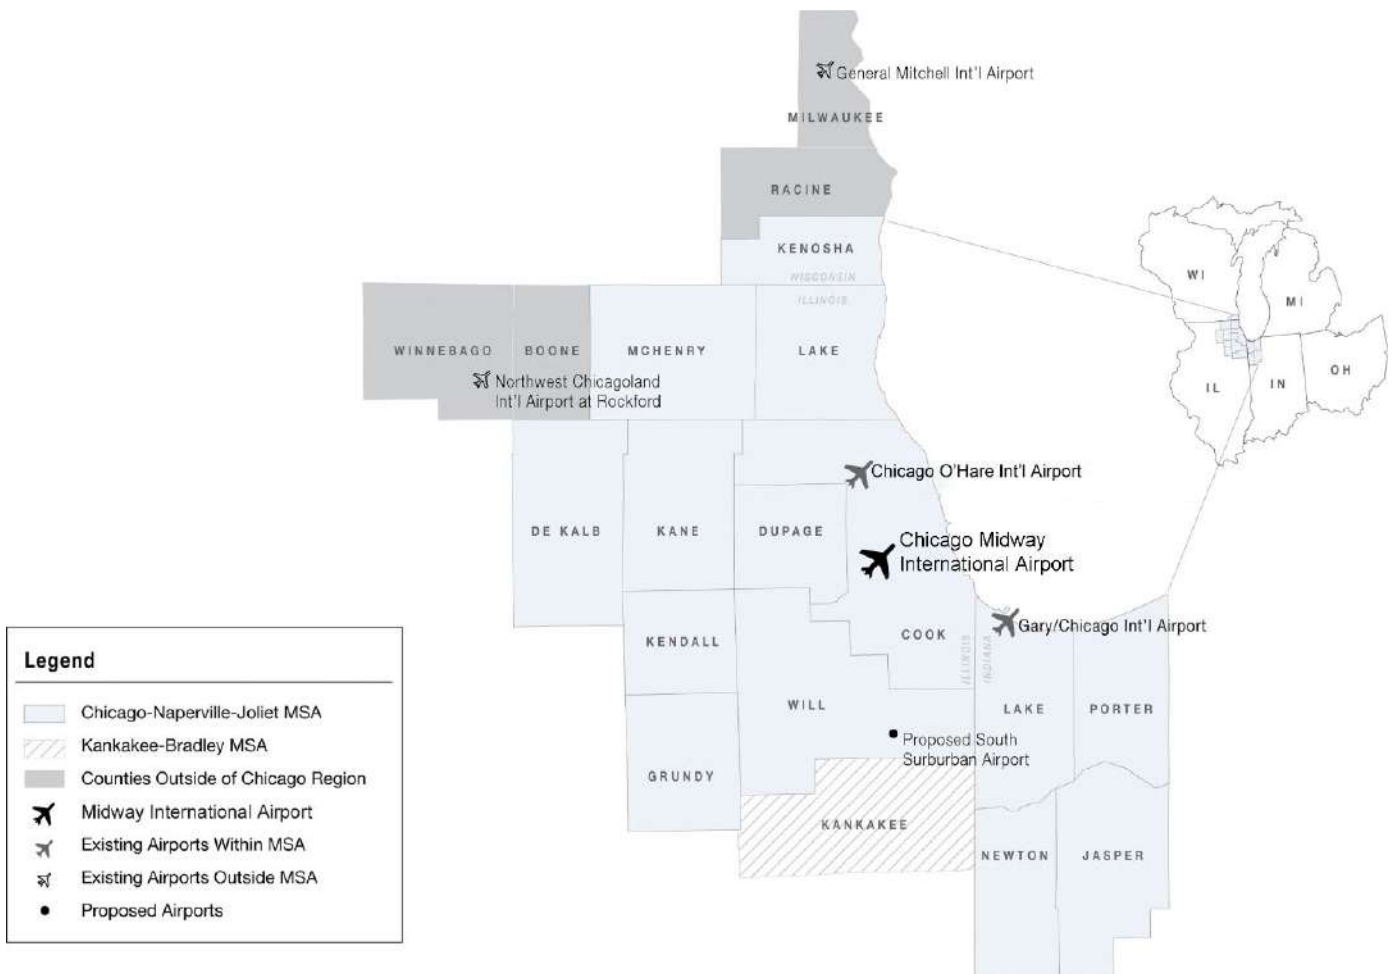 General Mitchell Int'l Airport
MILWAUKEE
RACINE
KENOSHA
WISCONSIN
ILLINOIS
WINNEBAGO
BOONE
MCHENRY
LAKE
Northwest Chicagoland
Int'l Airport at Rockford
WI
MI
IL
IN
OH
Chicago O'Hare Int'l Airport
DE KALB
KANE
DUPAGE
Chicago Midway
International Airport
Gary/Chicago Int'l Airport
KENDALL
COOK
ILLINOIS
INDIANA
WILL
LAKE
PORTER
Proposed South
Suburban Airport
GRUNDY
KANKAKEE
NEWTON
JASPER
Legend
Chicago-Naperville-Joliet MSA
Kankakee-Bradley MSA
Counties Outside of Chicago Region
Midway International Airport
Existing Airports Within MSA
Existing Airports Outside MSA
Proposed Airports